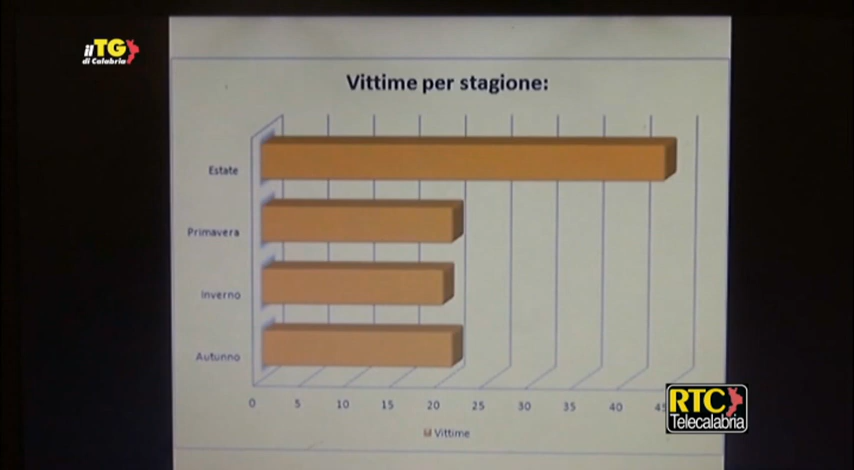 il TG
di Calabria
Vittime per stagione:
Estate
Primavera
Inverno
Autunno
0 5 10 15 20 25 30 35 40 45
Vittime
RTC
Telecalabria